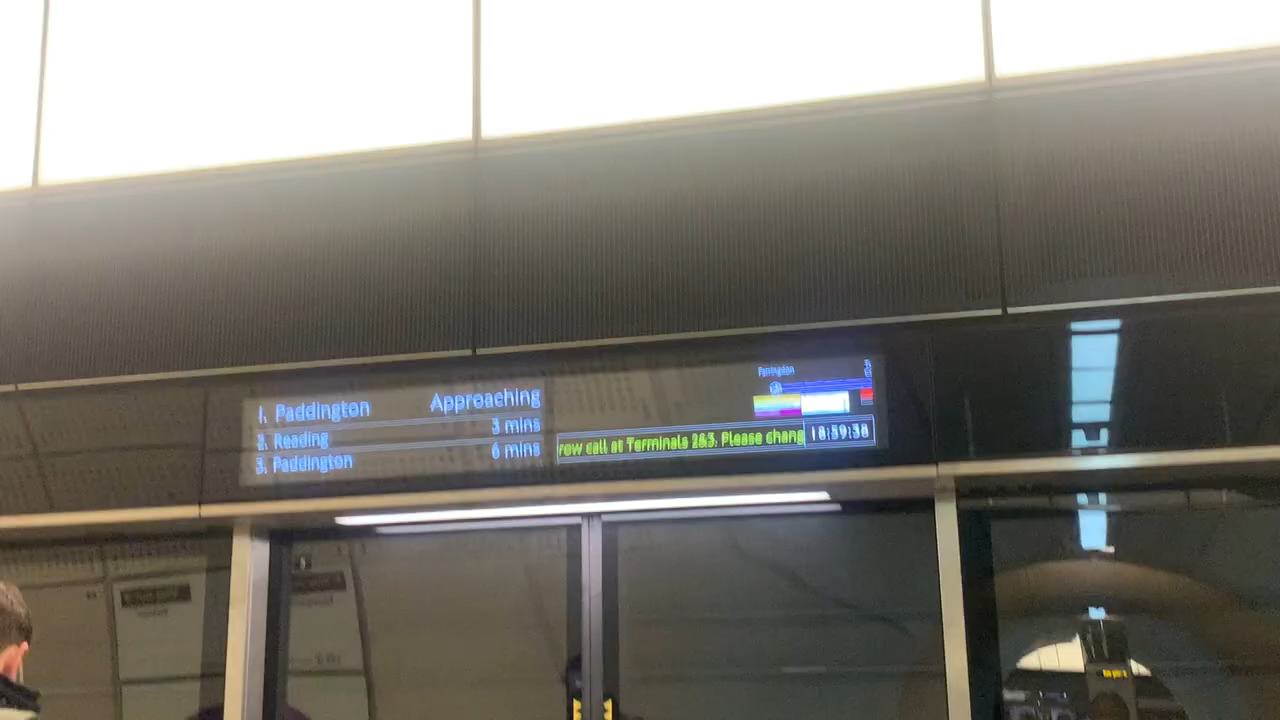 1. Paddington Approaching
2. Reading 3 mins
3. Paddington 6 mins
Farringdon
row call at Terminals 2&3. Please chang
18:59:38